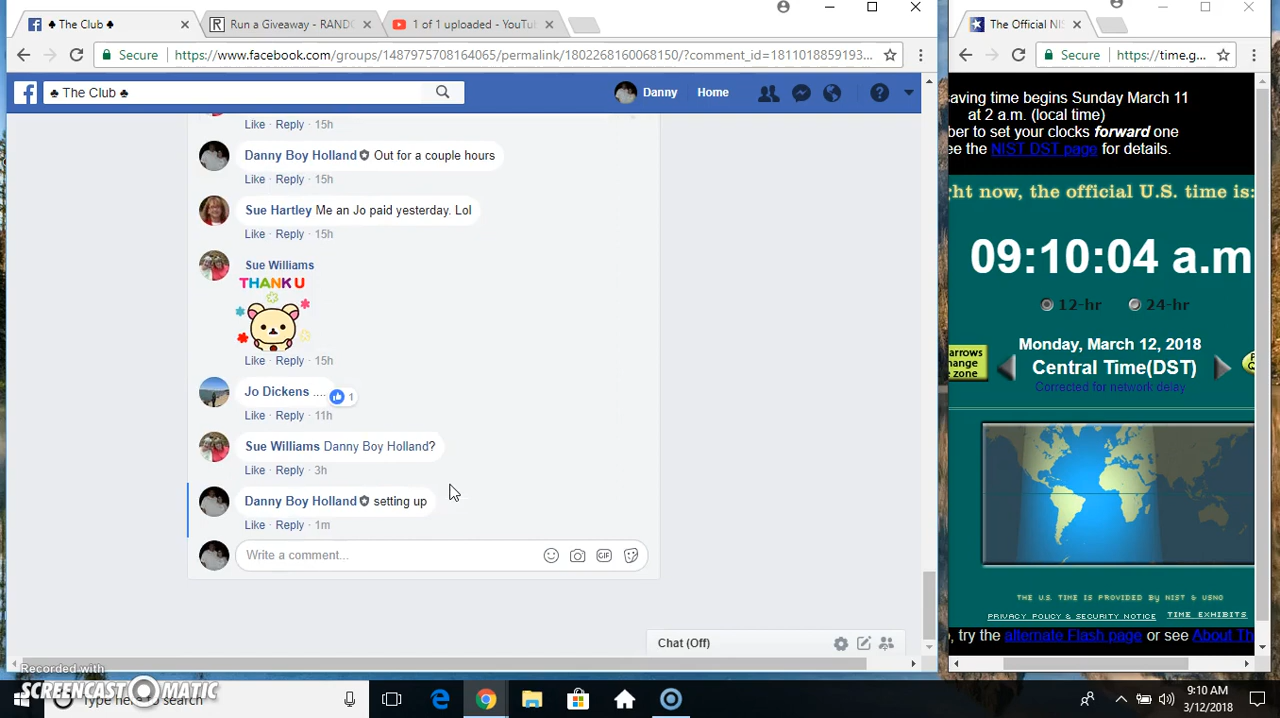 The Club
Run a Giveaway - RAND
1 of 1 uploaded - YouTu
The Official NIS
Secure
https://www.facebook.com/groups/1487975708164065/permalink/1802268160068150/?comment_id=1811018859193...
Secure
https://time.g...
♣ The Club ♣
Danny
Home
Like · Reply · 15h
Danny Boy Holland Out for a couple hours
Like · Reply · 15h
Sue Hartley Me an Jo paid yesterday. Lol
Like · Reply · 15h
Sue Williams
THANK U
Like · Reply · 15h
Jo Dickens ....
1
Like · Reply · 11h
Sue Williams Danny Boy Holland?
Like · Reply · 3h
Danny Boy Holland setting up
Like · Reply · 1m
Write a comment...
GIF
Chat (Off)
aving time begins Sunday March 11
at 2 a.m. (local time)
ber to set your clocks forward one
ee the NIST DST page for details.
ght now, the official U.S. time is:
09:10:04 a.m
12-hr
24-hr
arrows
hange
zone
Monday, March 12, 2018
Central Time(DST)
Corrected for network delay
THE U.S. TIME IS PROVIDED BY NIST & USNO
PRIVACY POLICY & SECURITY NOTICE
TIME EXHIBITS
, try the alternate Flash page or see About Th
Recorded with
SCREENCAST-O-MATIC
Type here to search
9:10 AM
3/12/2018